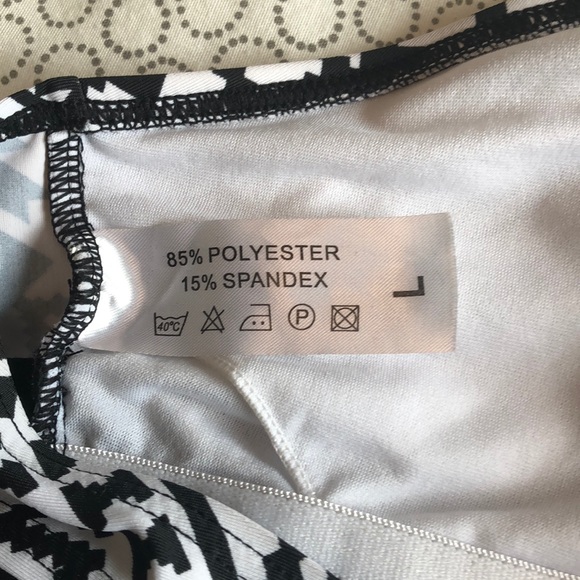 85% POLYESTER
15% SPANDEX
L
40°C P